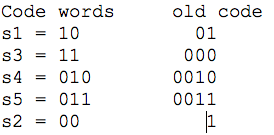 Code words old code
s1 = 10 01
s3 = 11 000
s4 = 010 0010
s5 = 011 0011
s2 = 00 1